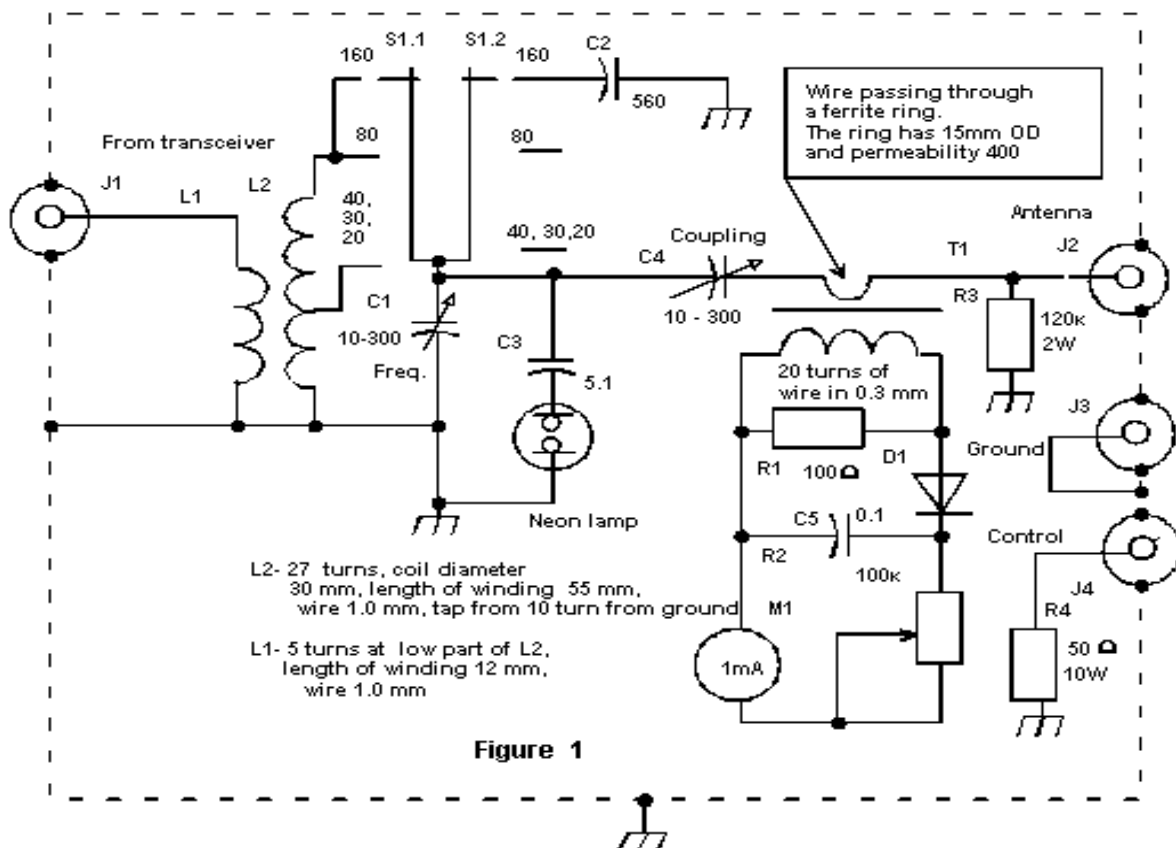 S1.1 S1.2 C2
160 160
560
Wire passing through
a ferrite ring.
The ring has 15mm OD
and permeability 400
From transceiver
80 80
J1 L1 L2
40,
30,
20
40, 30,20
Coupling
Antenna
C4 T1 J2
C1
10-300
Freq.
10 - 300
R3
120к
2W
C3
5.1
20 turns of
wire in 0.3 mm
J3
Ground
R1 100Ω D1
Neon lamp
C5 0.1
Control
R2 100к
J4
L2- 27 turns, coil diameter
30 mm, length of winding 55 mm,
wire 1.0 mm, tap from 10 turn from ground
M1
R4
50 Ω
10W
L1- 5 turns at low part of L2,
length of winding 12 mm,
wire 1.0 mm
1mA
Figure 1